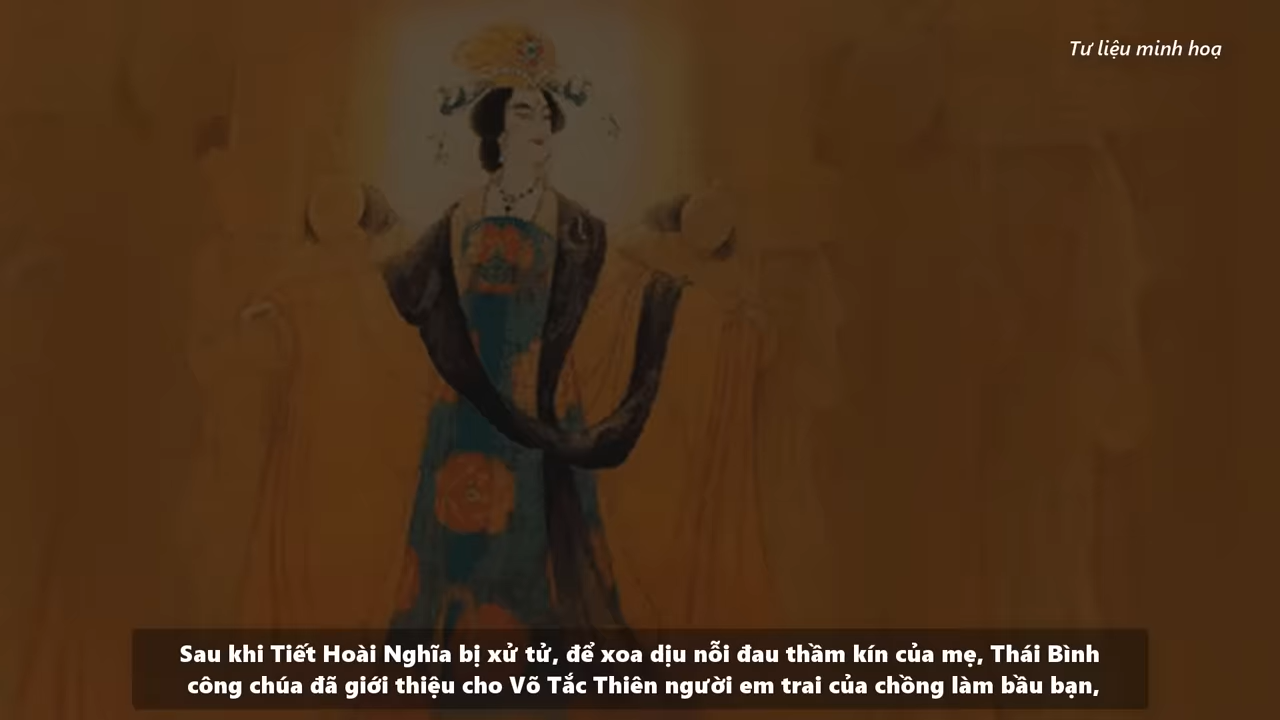 Tư liệu minh hoạ
Sau khi Tiết Hoài Nghĩa bị xử tử, để xoa dịu nỗi đau thầm kín của mẹ, Thái Bình
công chúa đã giới thiệu cho Võ Tắc Thiên người em trai của chồng làm bầu bạn,